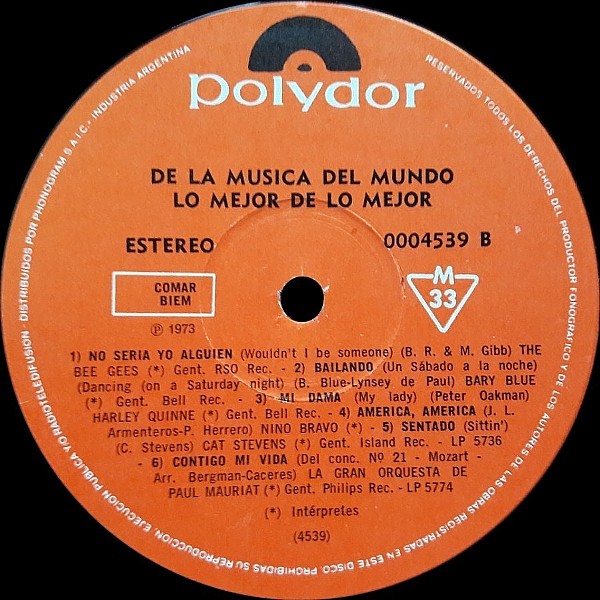 polydor
DE LA MUSICA DEL MUNDO
LO MEJOR DE LO MEJOR
ESTEREO 0004539 B
COMAR
BIEM
M
33
℗ 1973
1) NO SERIA YO ALGUIEN (Wouldn't I be someone) (B. R. & M. Gibb) THE
BEE GEES (*) Gent. RSO Rec. - 2) BAILANDO (Un Sábado a la noche)
(Dancing (on a Saturday night) (B. Blue-Lynsey de Paul) BARY BLUE
(*) Gent. Bell Rec. - 3) MI DAMA (My lady) (Peter Oakman)
HARLEY QUINNE (*) Gent. Bell Rec. - 4) AMERICA, AMERICA (J. L.
Armenteros-P. Herrero) NINO BRAVO (*) - 5) SENTADO (Sittin')
(C. Stevens) CAT STEVENS (*) Gent. Island Rec. - LP 5736
- 6) CONTIGO MI VIDA (Del conc. Nº 21 - Mozart -
Arr. Bergman-Caceres) LA GRAN ORQUESTA DE
PAUL MAURIAT (*) Gent. Philips Rec. - LP 5774
(*) Intérpretes
(4539)
RESERVADOS TODOS LOS DERECHOS DEL PRODUCTOR FONOGRAFICO Y DE LOS AUTORES DE LAS OBRAS REGISTRADAS EN ESTE DISCO. PROHIBIDAS SU REPRODUCCION, EJECUCION PUBLICA Y/O RADIOTELEDIFUSION - DISTRIBUIDOS POR PHONOGRAM S.A.I.C. - INDUSTRIA ARGENTINA